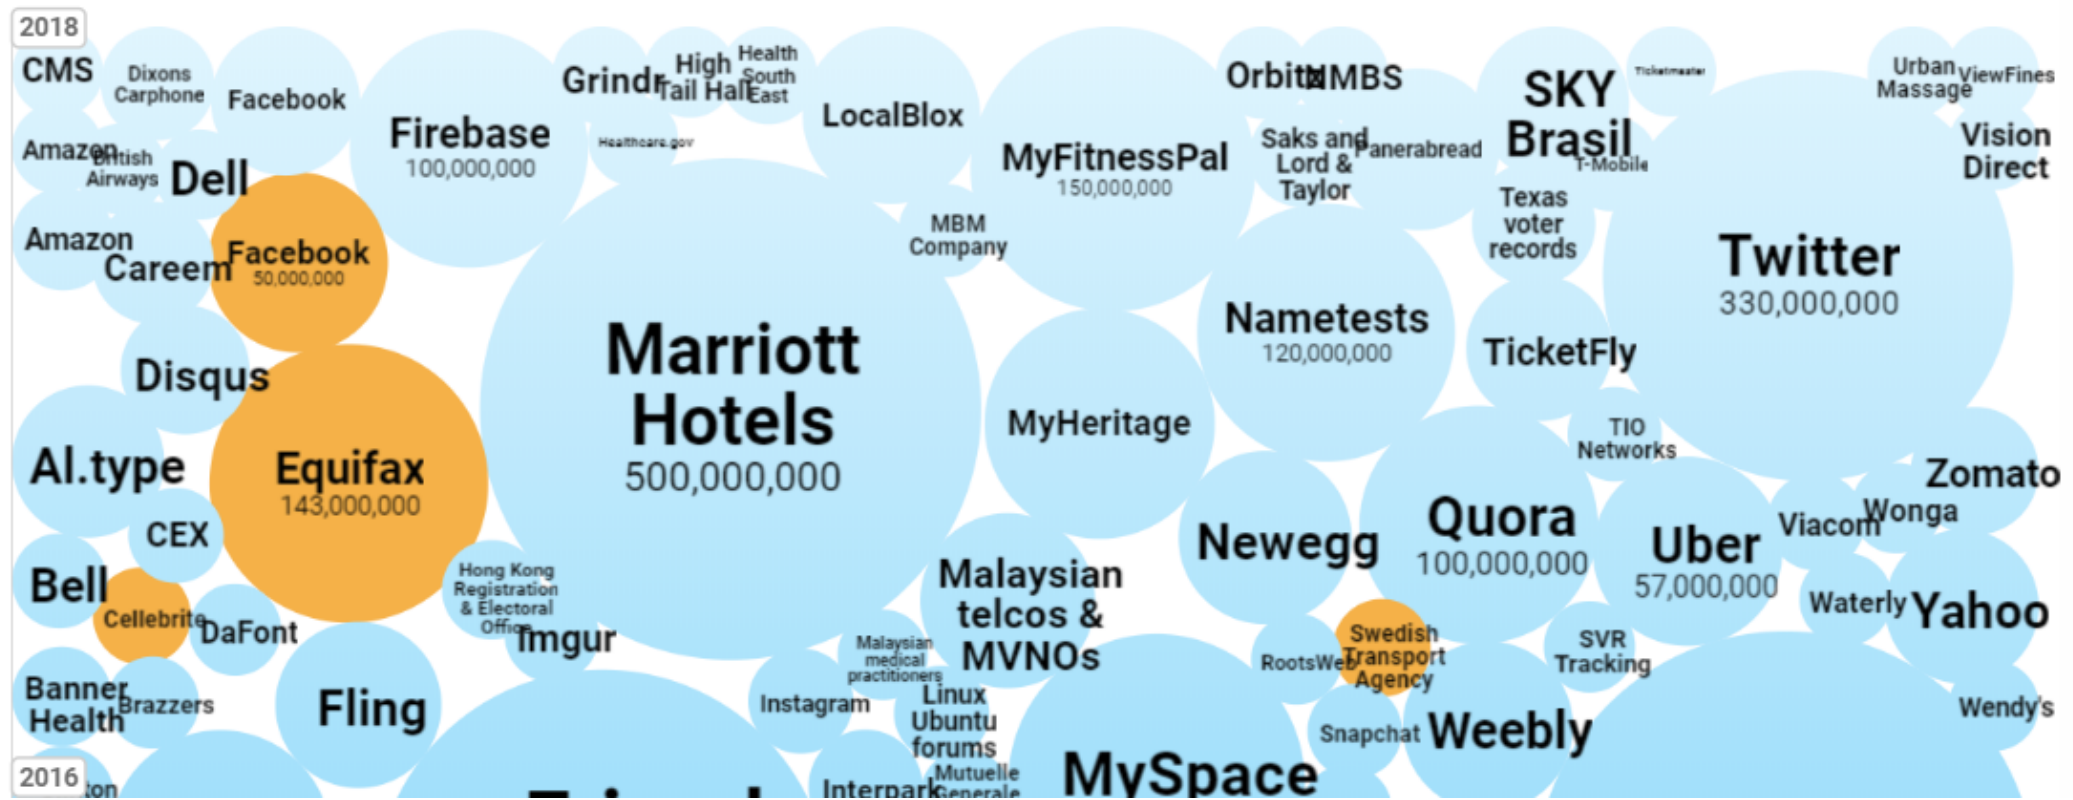 2018
CMS
Dixons
Carphone
Facebook
Firebase
100,000,000
Grindr
High
Tail Hall
Health
South
East
Healthcare.gov
LocalBlox
MyFitnessPal
150,000,000
Orbitz
NMBS
SKY
Brasil
Ticketmaster
Urban
Massage
ViewFines
Amazon
British
Airways
Dell
Saks and
Lord &
Taylor
Panerabread
T-Mobile
Vision
Direct
Amazon
Careem
Facebook
50,000,000
MBM
Company
Texas
voter
records
Twitter
330,000,000
Disqus
Marriott
Hotels
500,000,000
Nametests
120,000,000
TicketFly
MyHeritage
TIO
Networks
AI.type
Equifax
143,000,000
CEX
Newegg
Quora
100,000,000
Uber
57,000,000
Viacom
Wonga
Zomato
Bell
Cellebrite
DaFont
Hong Kong
Registration
& Electoral
Office
Imgur
Malaysian
telcos &
MVNOs
Malaysian
medical
practitioners
RootsWeb
Swedish
Transport
Agency
SVR
Tracking
Waterly
Yahoo
Banner
Health
Brazzers
Fling
Instagram
Linux
Ubuntu
forums
Snapchat
Weebly
Wendy's
2016
Interpark
Mutuelle
Generale
MySpace